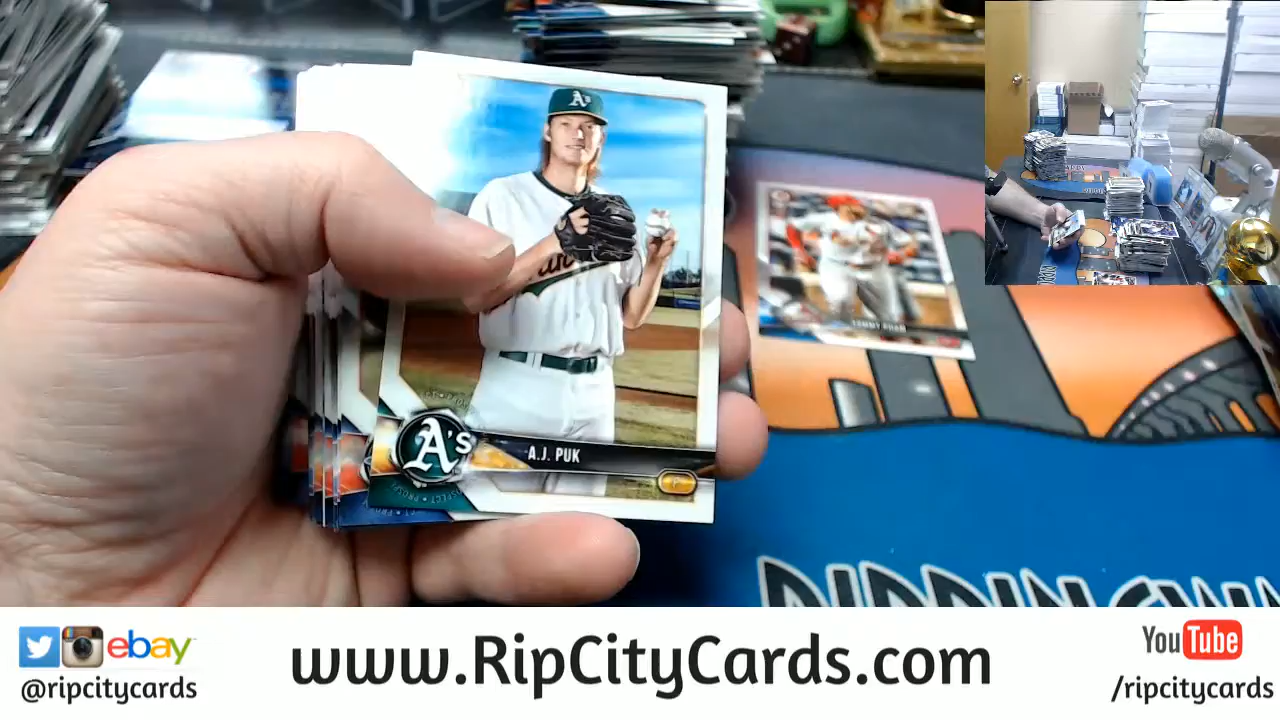 A's
A's
A.J. PUK
P
TOMMY PHAM
ebay
@ripcitycards
www.RipCityCards.com
YouTube
/ripcitycards